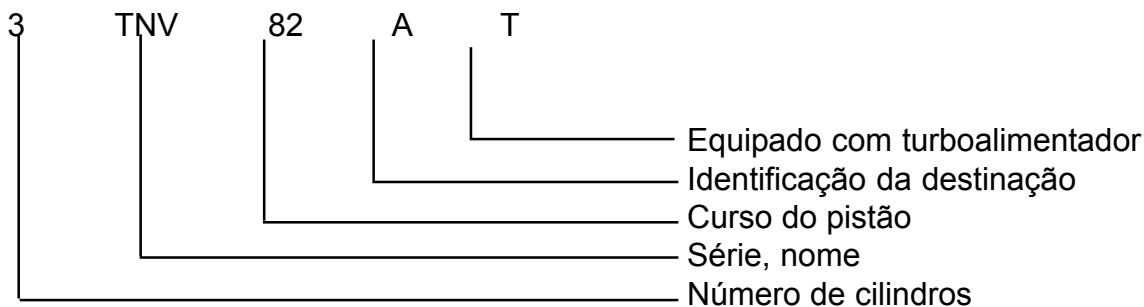 3 TNV 82 A T
Equipado com turboalimentador
Identificação da destinação
Curso do pistão
Série, nome
Número de cilindros